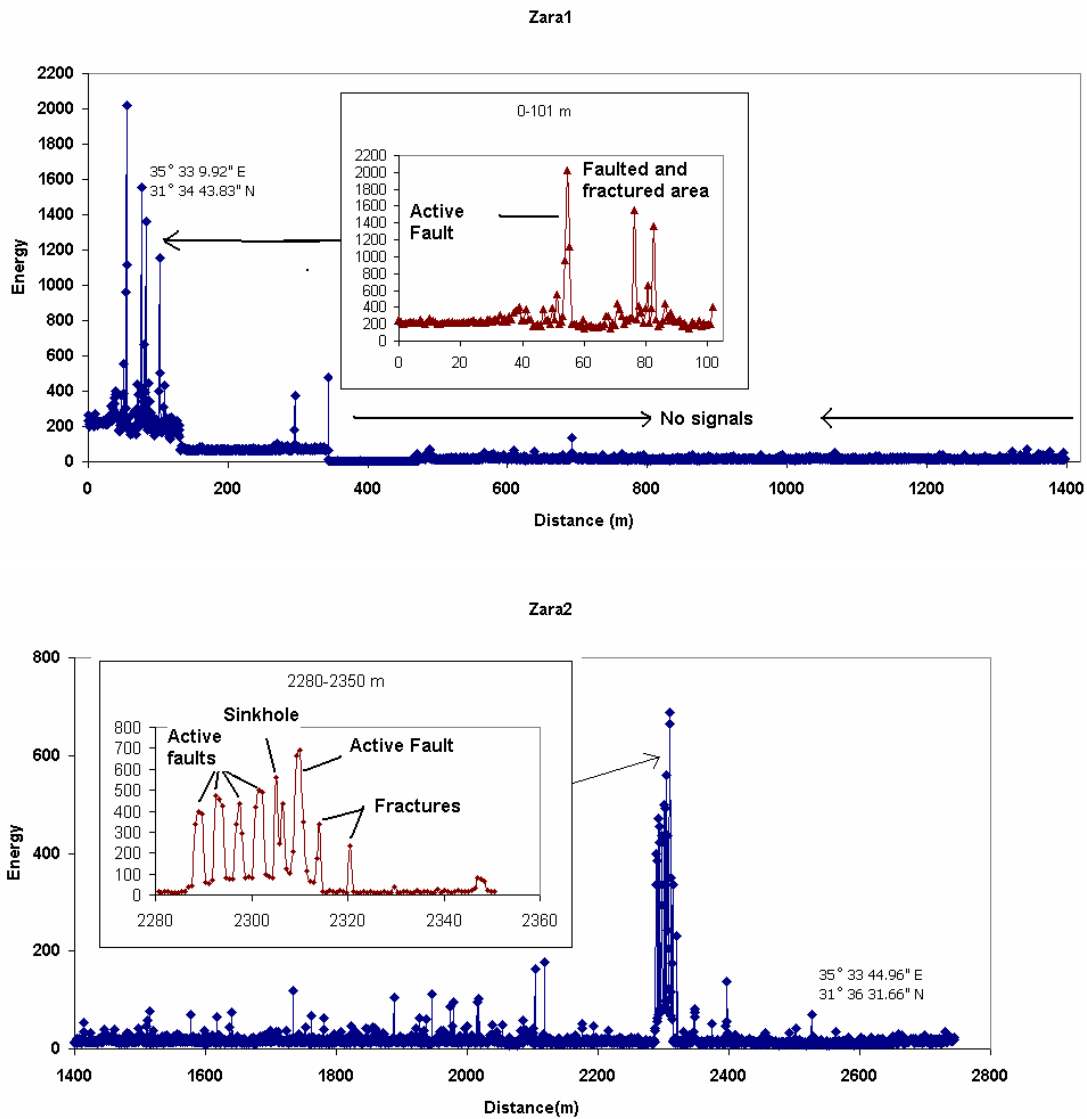 Zara1
2200
2000
1800
1600
1400
1200
1000
800
600
400
200
0
Energy
35° 33 9.92" E
31° 34 43.83" N
0-101 m
2200
2000
1800
1600
1400
1200
1000
800
600
400
200
0
Active
Fault
Faulted and
fractured area
0 20 40 60 80 100
No signals
0 200 400 600 800 1000 1200 1400
Distance (m)
Zara2
800
600
400
200
0
Energy
2280-2350 m
800
700
600
500
400
300
200
100
0
Sinkhole
Active
faults
Active Fault
Fractures
2280 2300 2320 2340 2360
35° 33 44.96" E
31° 36 31.66" N
1400 1600 1800 2000 2200 2400 2600 2800
Distance(m)